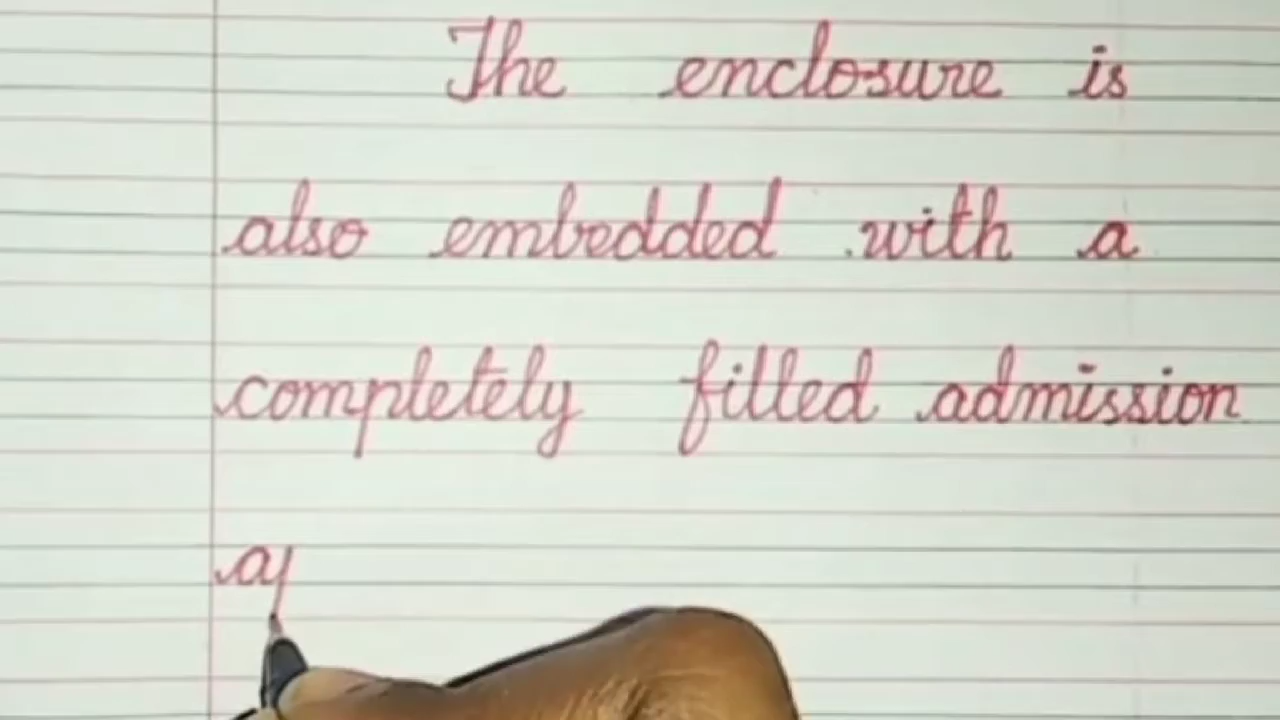 The enclosure is
also embedded with a
completely filled admission